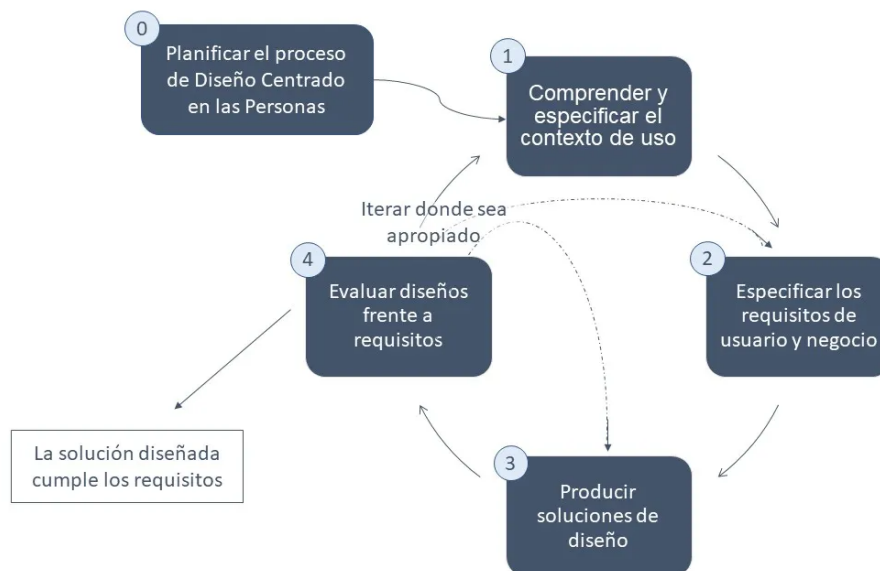 0
Planificar el proceso
de Diseño Centrado
en las Personas
1
Comprender y
especificar el
contexto de uso
Iterar donde sea
apropiado
2
Especificar los
requisitos de
usuario y negocio
4
Evaluar diseños
frente a
requisitos
La solución diseñada
cumple los requisitos
3
Producir
soluciones de
diseño